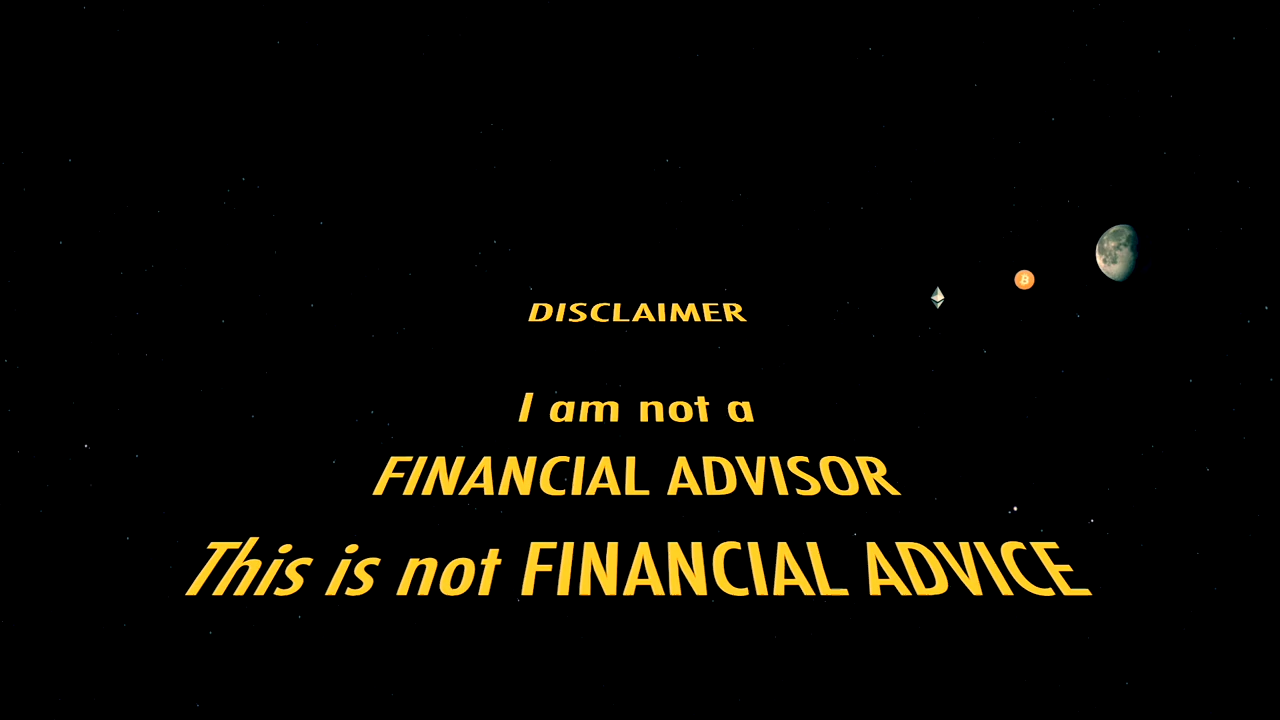 DISCLAIMER
I am not a
FINANCIAL ADVISOR
This is not FINANCIAL ADVICE